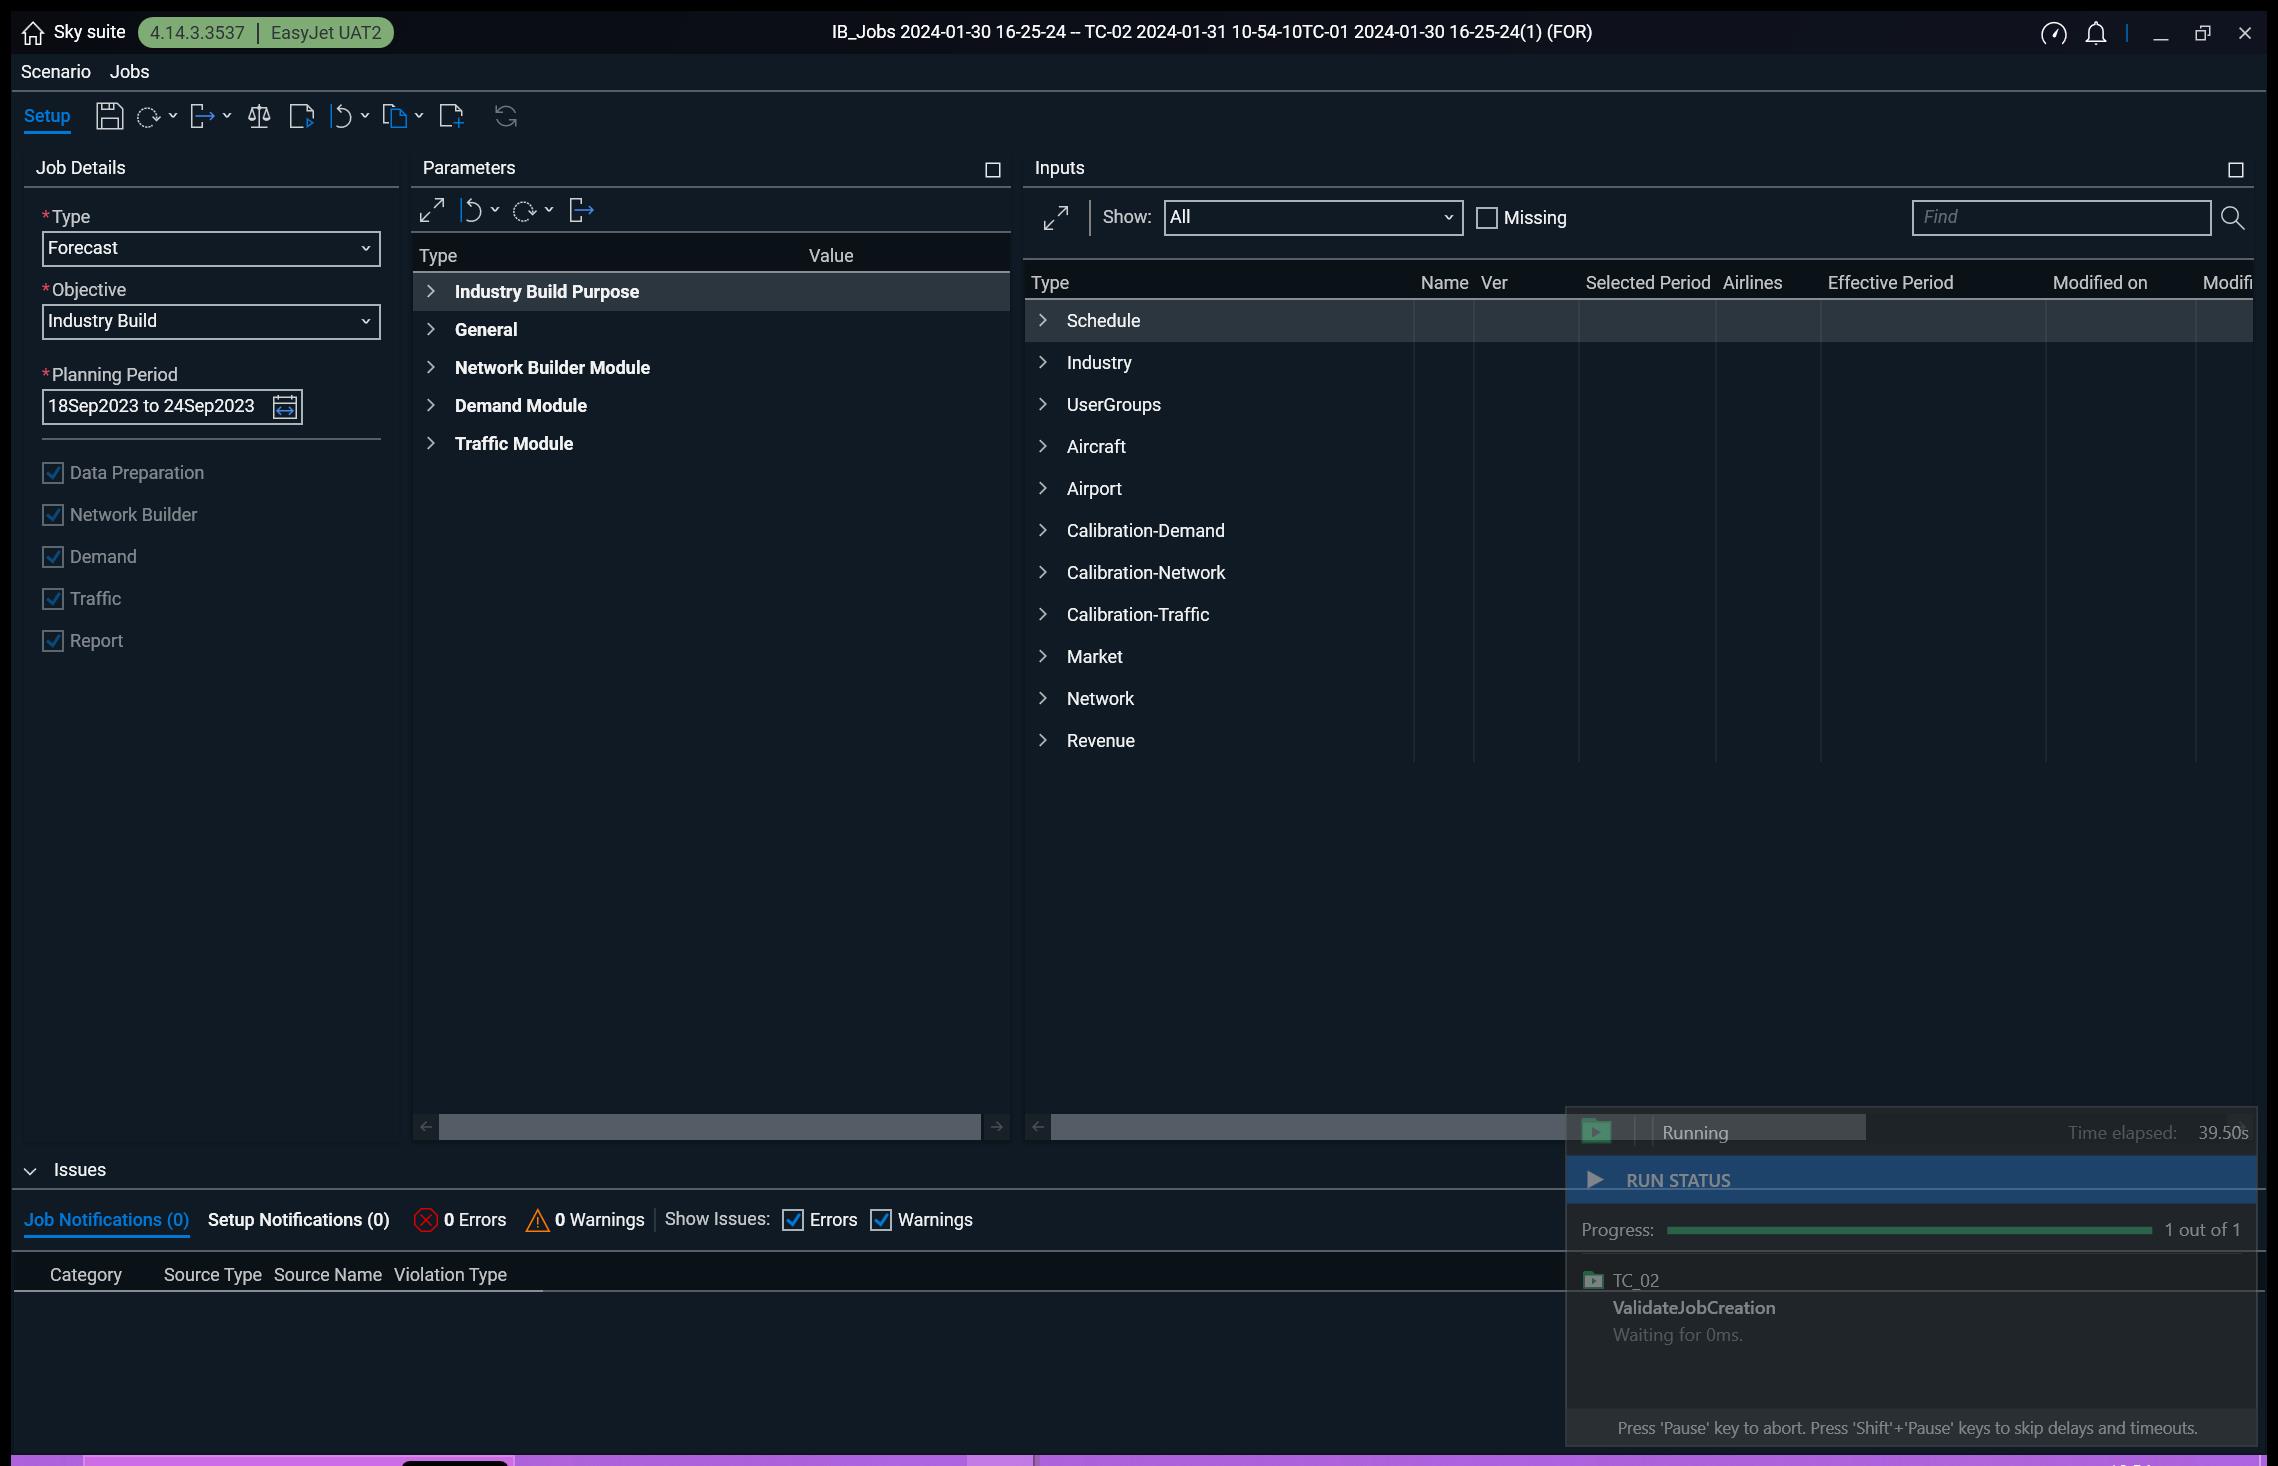 Sky suite 4.14.3.3537 | EasyJet UAT2 IB_Jobs 2024-01-30 16-25-24 -- TC-02 2024-01-31 10-54-10TC-01 2024-01-30 16-25-24(1) (FOR)
Scenario Jobs
Setup
Job Details
*Type
Forecast
*Objective
Industry Build
*Planning Period
18Sep2023 to 24Sep2023
Data Preparation
Network Builder
Demand
Traffic
Report
Parameters
Type Value
Industry Build Purpose
General
Network Builder Module
Demand Module
Traffic Module
Inputs
Show: All Missing Find
Type Name Ver Selected Period Airlines Effective Period Modified on Modifi
Schedule
Industry
UserGroups
Aircraft
Airport
Calibration-Demand
Calibration-Network
Calibration-Traffic
Market
Network
Revenue
Issues
Job Notifications (0) Setup Notifications (0) 0 Errors 0 Warnings Show Issues: Errors Warnings
Category Source Type Source Name Violation Type
Running Time elapsed: 39.50s
RUN STATUS
Progress: 1 out of 1
TC_02
ValidateJobCreation
Waiting for 0ms.
Press 'Pause' key to abort. Press 'Shift'+'Pause' keys to skip delays and timeouts.